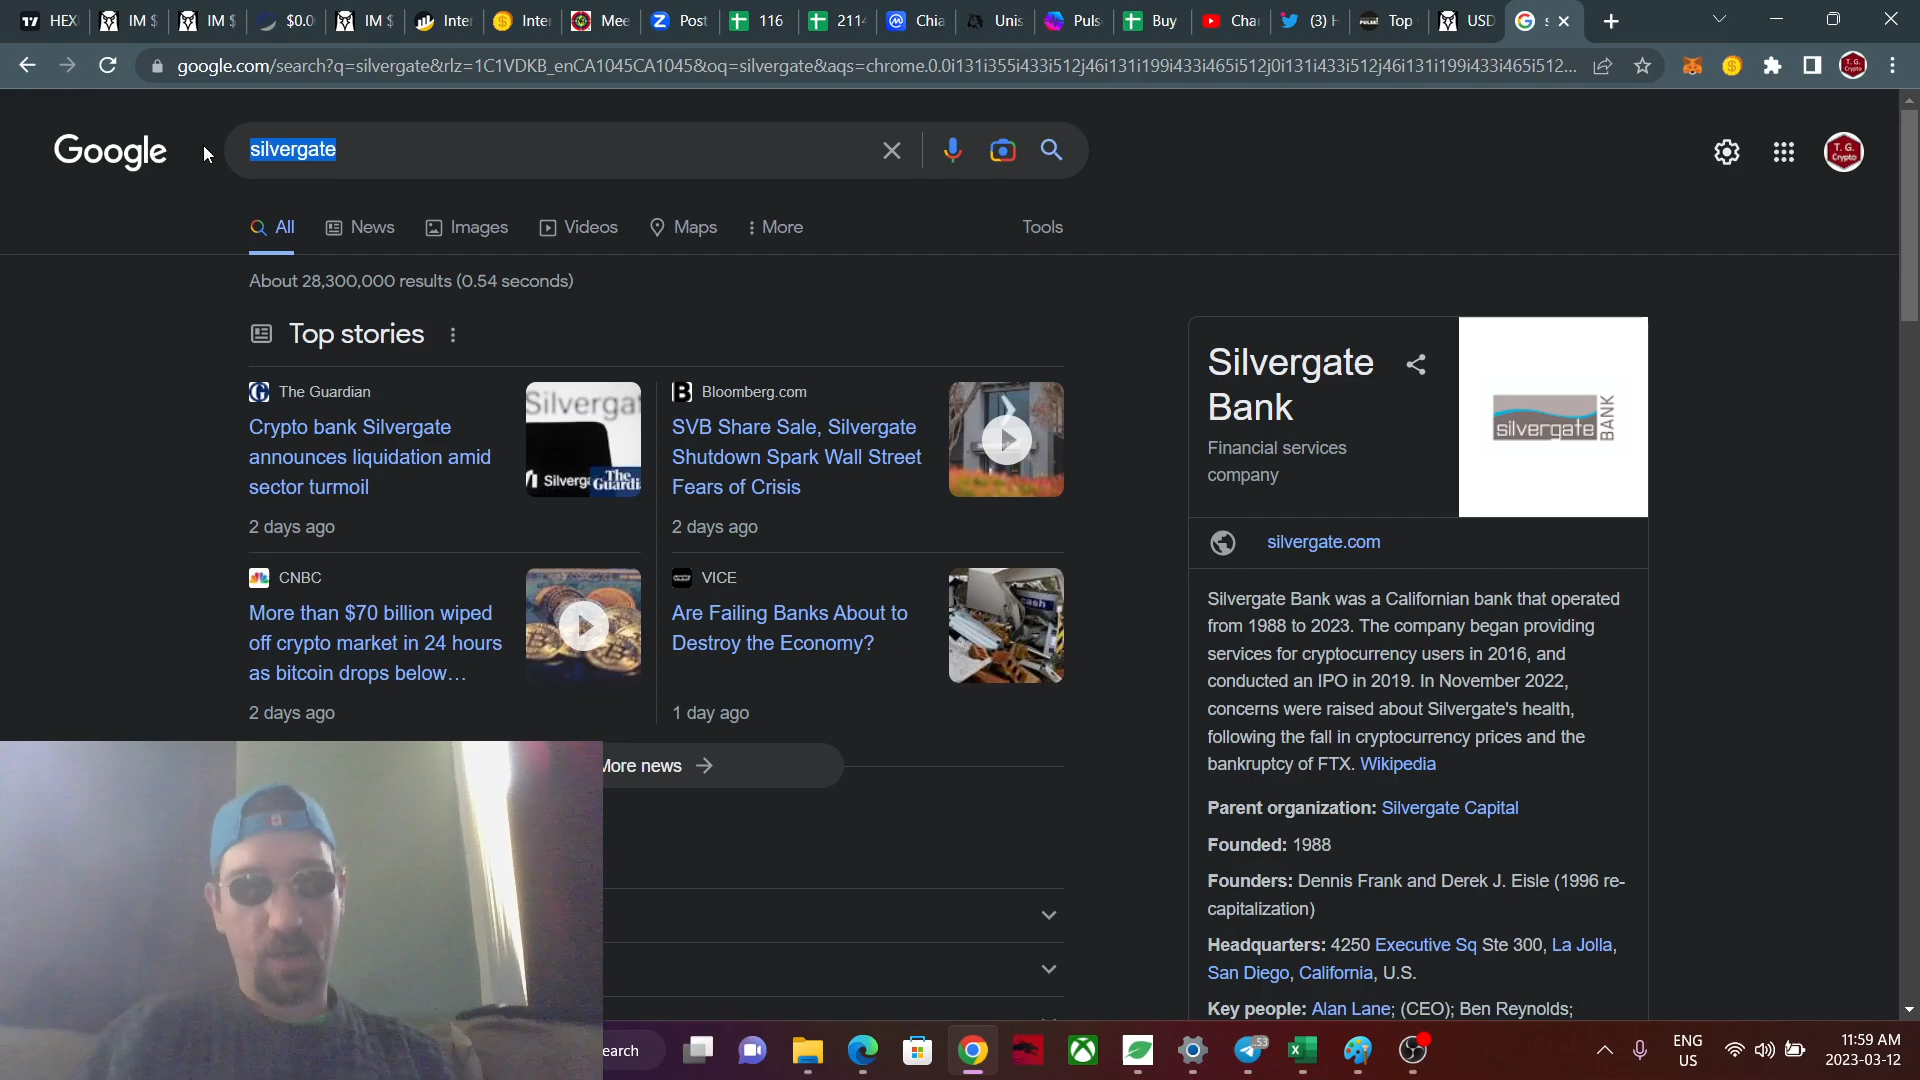 HEX
IM $
IM $
$0.0
IM $
Inte
Inte
Mee
Post
116
2114
Chia
Unis
Puls
Buy
Cha
(3) H
Top
USD
s
google.com/search?q=silvergate&rlz=1C1VDKB_enCA1045CA1045&oq=silvergate&aqs=chrome.0.0i131i355i433i512j46i131i199i433i465i512j0i131i433i512j46i131i199i433i465i512...
T. G. Crypto
Google
silvergate
T. G.
Crypto
All
News
Images
Videos
Maps
More
Tools
About 28,300,000 results (0.54 seconds)
Top stories
The Guardian
Crypto bank Silvergate
announces liquidation amid
sector turmoil
2 days ago
Silvergat
Silverga
The
Guardi
Bloomberg.com
SVB Share Sale, Silvergate
Shutdown Spark Wall Street
Fears of Crisis
2 days ago
CNBC
More than $70 billion wiped
off crypto market in 24 hours
as bitcoin drops below...
2 days ago
VICE
Are Failing Banks About to
Destroy the Economy?
1 day ago
cash
More news
Silvergate
Bank
Financial services
company
silvergate BANK
silvergate.com
Silvergate Bank was a Californian bank that operated
from 1988 to 2023. The company began providing
services for cryptocurrency users in 2016, and
conducted an IPO in 2019. In November 2022,
concerns were raised about Silvergate's health,
following the fall in cryptocurrency prices and the
bankruptcy of FTX. Wikipedia
Parent organization: Silvergate Capital
Founded: 1988
Founders: Dennis Frank and Derek J. Eisle (1996 re-
capitalization)
Headquarters: 4250 Executive Sq Ste 300, La Jolla,
San Diego, California, U.S.
Key people: Alan Lane; (CEO); Ben Reynolds;
earch
53
ENG
US
11:59 AM
2023-03-12